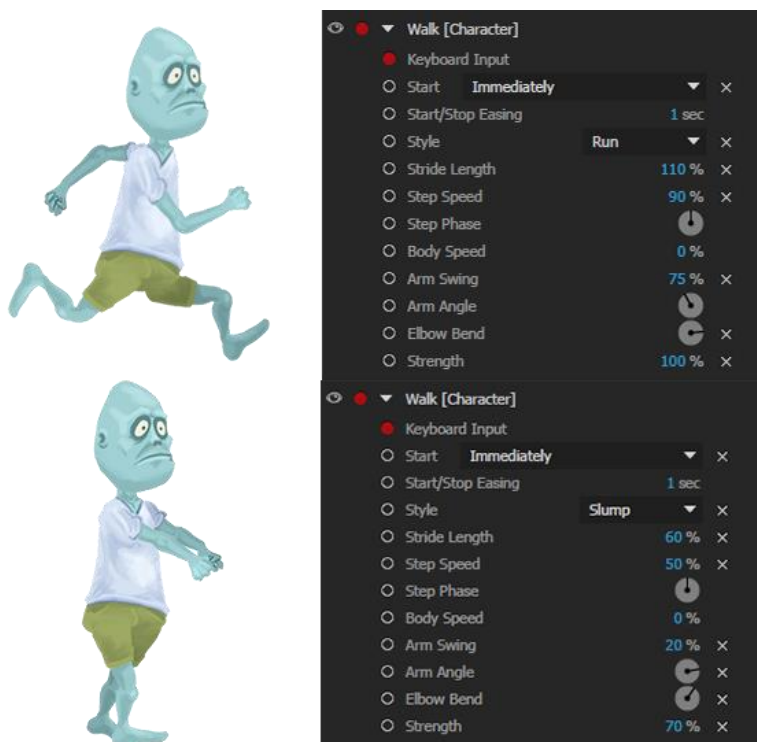 Walk [Character]
Keyboard Input
Start Immediately
Start/Stop Easing 1 sec
Style Run
Stride Length 110 %
Step Speed 90 %
Step Phase
Body Speed 0 %
Arm Swing 75 %
Arm Angle
Elbow Bend
Strength 100 %
Walk [Character]
Keyboard Input
Start Immediately
Start/Stop Easing 1 sec
Style Slump
Stride Length 60 %
Step Speed 50 %
Step Phase
Body Speed 0 %
Arm Swing 20 %
Arm Angle
Elbow Bend
Strength 70 %